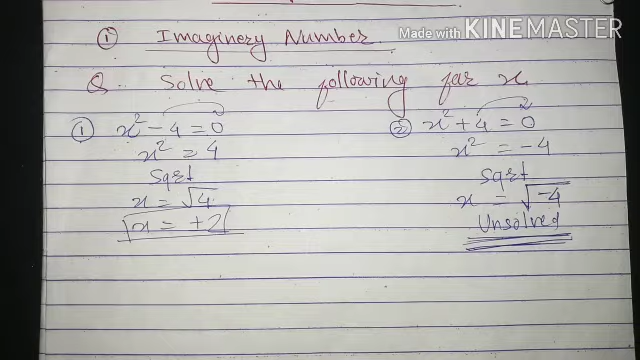 Made with KINEMASTER
① Imaginery Number
Q Solve the following for x
① x² - 4 = 0
x² = 4
Sqrt
x = √4
x = +2
② x² + 4 = 0
x² = -4
Sqrt
x = √-4
Unsolved